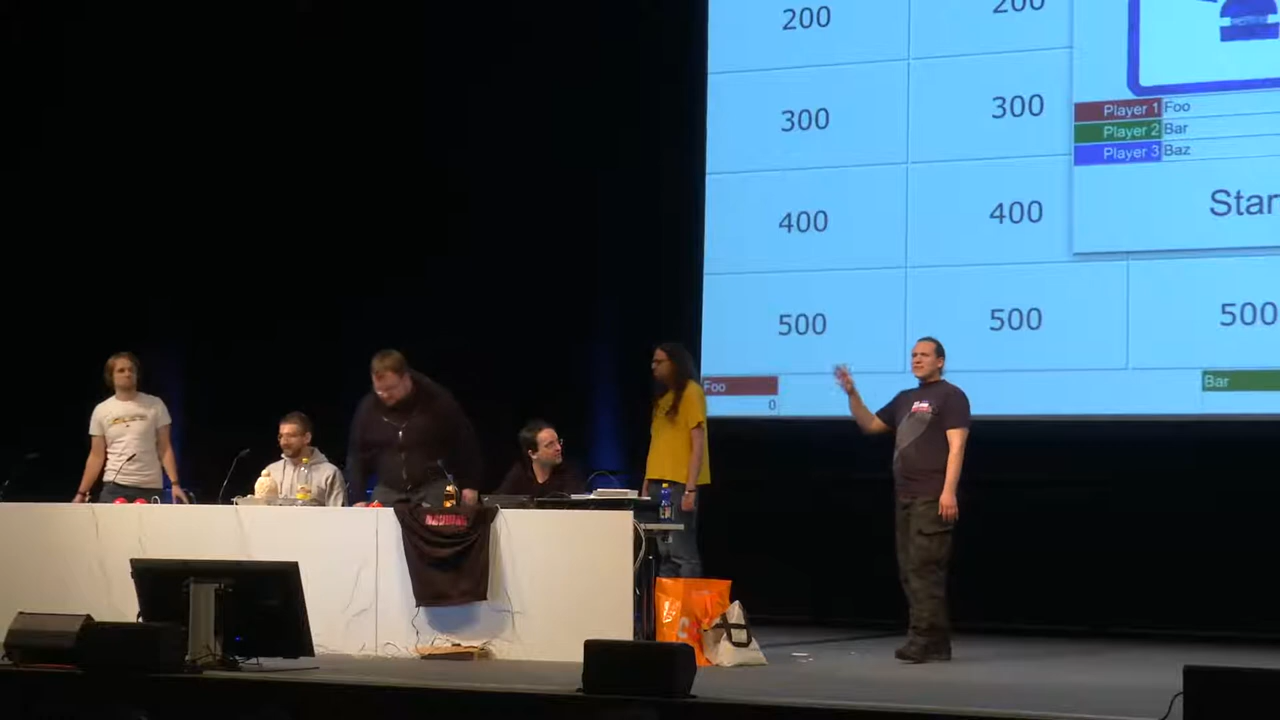 200 200
300 300
Player 1 Foo
Player 2 Bar
Player 3 Baz
400 400
Star
500 500 500
Foo
0
Bar